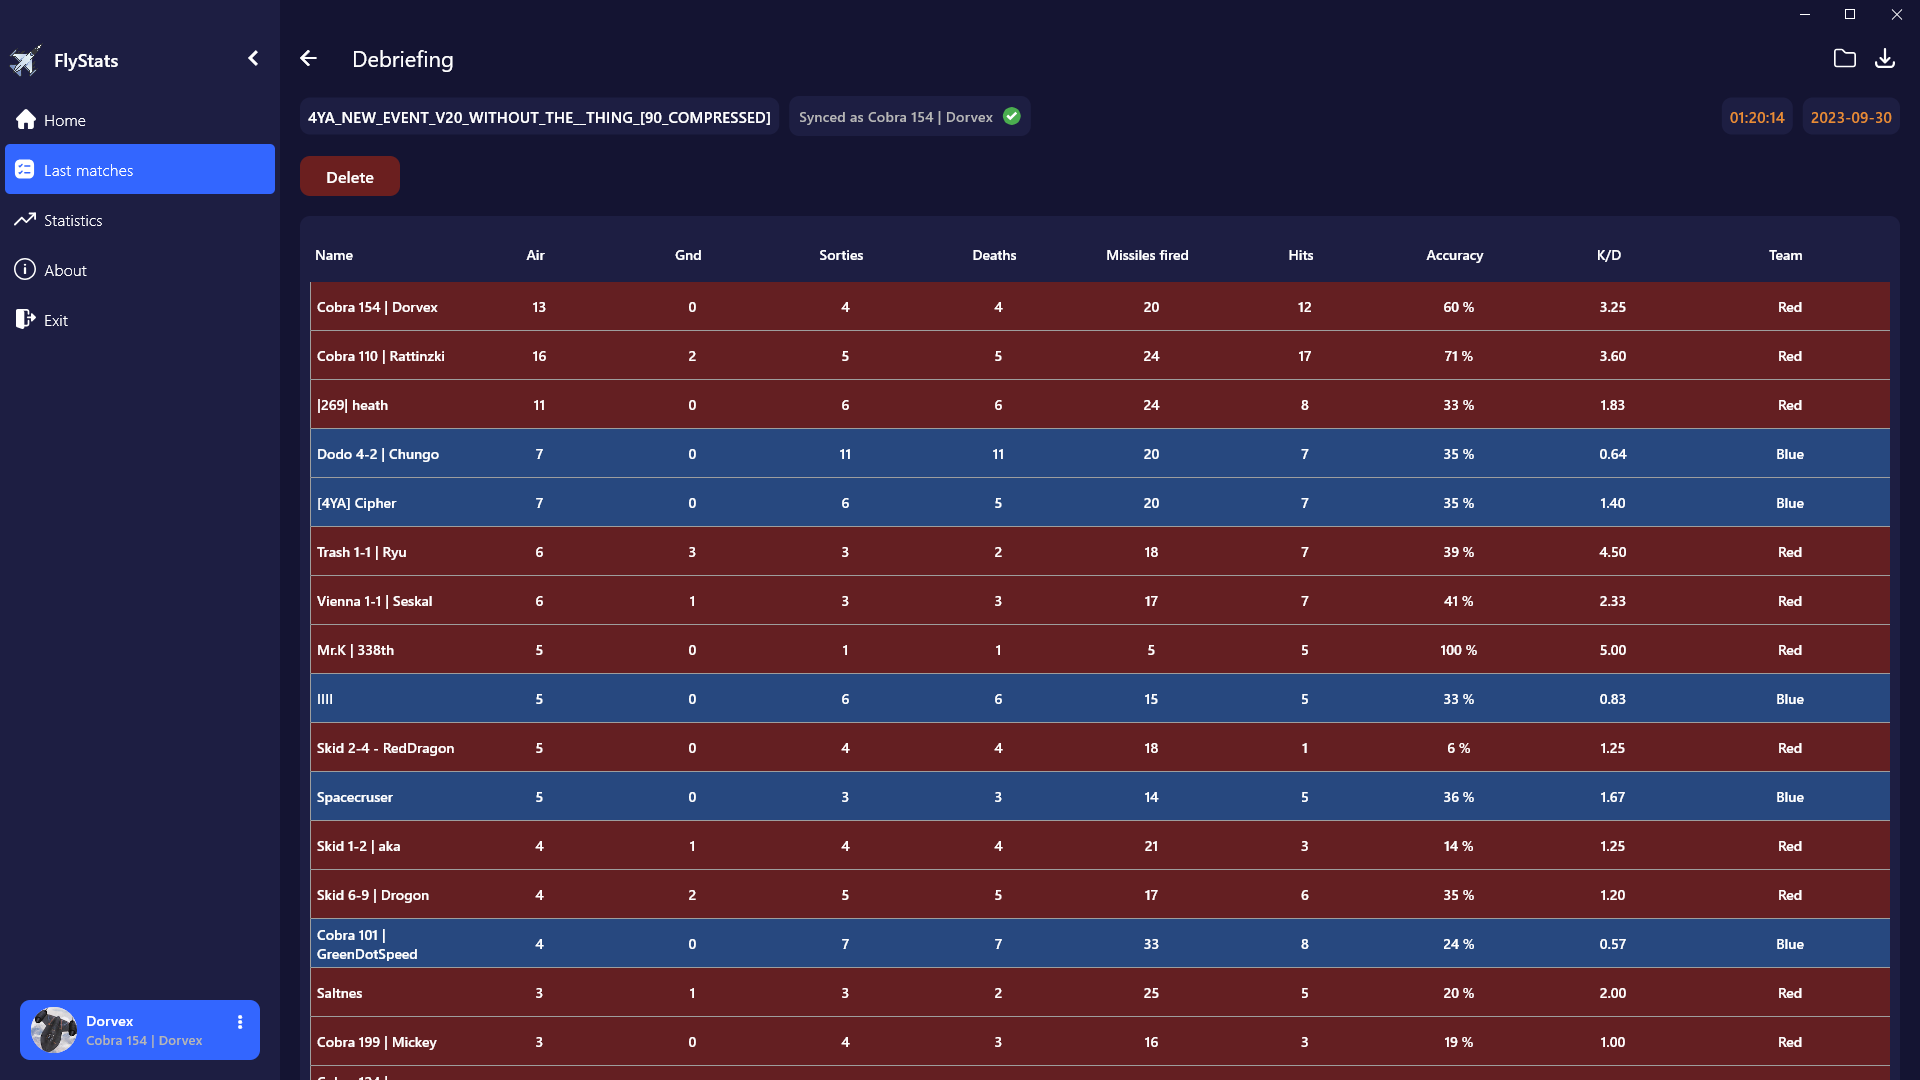 FlyStats
Home
Last matches
Statistics
About
Exit
Dorvex
Cobra 154 | Dorvex
Debriefing
4YA_NEW_EVENT_V20_WITHOUT_THE__THING_[90_COMPRESSED]
Synced as Cobra 154 | Dorvex
01:20:14
2023-09-30
Delete
Name Air Gnd Sorties Deaths Missiles fired Hits Accuracy K/D Team
Cobra 154 | Dorvex 13 0 4 4 20 12 60 % 3.25 Red
Cobra 110 | Rattinzki 16 2 5 5 24 17 71 % 3.60 Red
|269| heath 11 0 6 6 24 8 33 % 1.83 Red
Dodo 4-2 | Chungo 7 0 11 11 20 7 35 % 0.64 Blue
[4YA] Cipher 7 0 6 5 20 7 35 % 1.40 Blue
Trash 1-1 | Ryu 6 3 3 2 18 7 39 % 4.50 Red
Vienna 1-1 | Seskal 6 1 3 3 17 7 41 % 2.33 Red
Mr.K | 338th 5 0 1 1 5 5 100 % 5.00 Red
IIII 5 0 6 6 15 5 33 % 0.83 Blue
Skid 2-4 - RedDragon 5 0 4 4 18 1 6 % 1.25 Red
Spacecruser 5 0 3 3 14 5 36 % 1.67 Blue
Skid 1-2 | aka 4 1 4 4 21 3 14 % 1.25 Red
Skid 6-9 | Drogon 4 2 5 5 17 6 35 % 1.20 Red
Cobra 101 |
GreenDotSpeed 4 0 7 7 33 8 24 % 0.57 Blue
Saltnes 3 1 3 2 25 5 20 % 2.00 Red
Cobra 199 | Mickey 3 0 4 3 16 3 19 % 1.00 Red